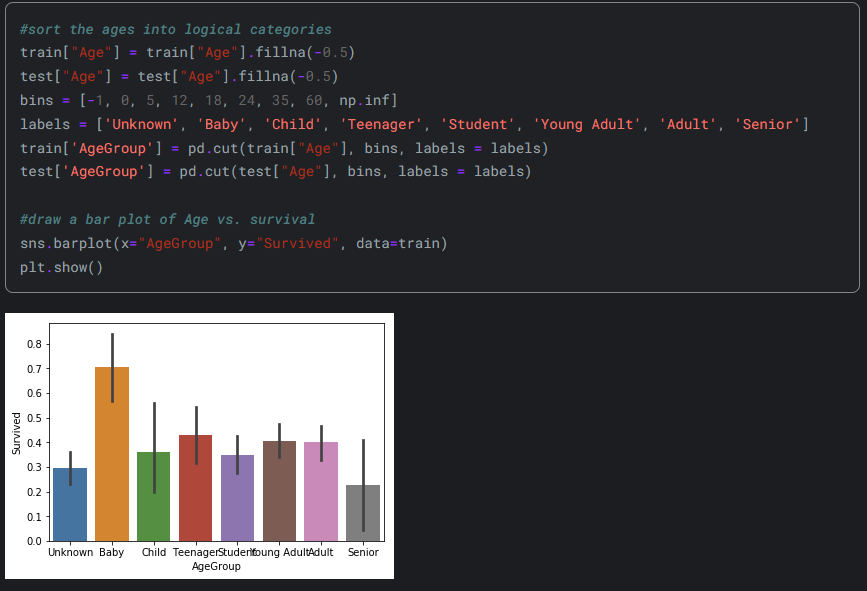 #sort the ages into logical categories
train["Age"] = train["Age"].fillna(-0.5)
test["Age"] = test["Age"].fillna(-0.5)
bins = [-1, 0, 5, 12, 18, 24, 35, 60, np.inf]
labels = ['Unknown', 'Baby', 'Child', 'Teenager', 'Student', 'Young Adult', 'Adult', 'Senior']
train['AgeGroup'] = pd.cut(train["Age"], bins, labels = labels)
test['AgeGroup'] = pd.cut(test["Age"], bins, labels = labels)
#draw a bar plot of Age vs. survival
sns.barplot(x="AgeGroup", y="Survived", data=train)
plt.show()
0.8
0.7
0.6
0.5
0.4
0.3
0.2
0.1
0.0
Survived
Unknown Baby Child Teenager Student Young Adult Adult Senior
AgeGroup